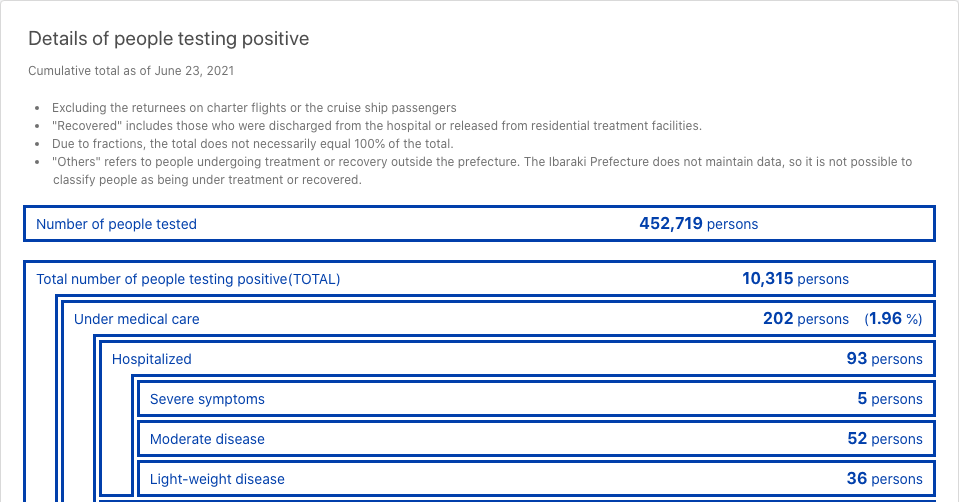 Details of people testing positive
Cumulative total as of June 23, 2021
• Excluding the returnees on charter flights or the cruise ship passengers
• "Recovered" includes those who were discharged from the hospital or released from residential treatment facilities.
• Due to fractions, the total does not necessarily equal 100% of the total.
• "Others" refers to people undergoing treatment or recovery outside the prefecture. The Ibaraki Prefecture does not maintain data, so it is not possible to
classify people as being under treatment or recovered.
Number of people tested 452,719 persons
Total number of people testing positive(TOTAL) 10,315 persons
Under medical care 202 persons (1.96 %)
Hospitalized 93 persons
Severe symptoms 5 persons
Moderate disease 52 persons
Light-weight disease 36 persons